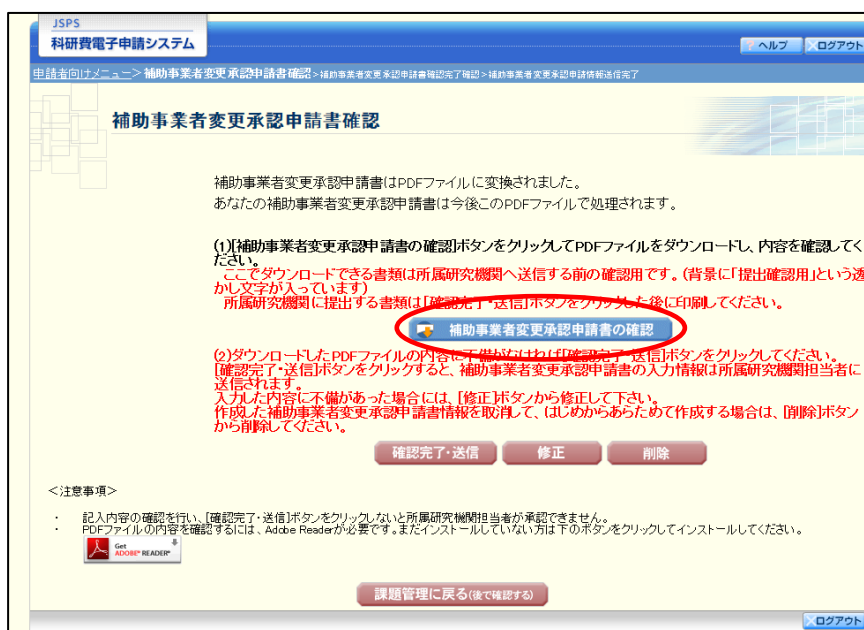 JSPS
科研費電子申請システム
ヘルプ
ログアウト
申請者向けメニュー>補助事業者変更承認申請書確認>補助事業者変更承認申請書確認完了確認>補助事業者変更承認申請情報送信完了
補助事業者変更承認申請書確認
補助事業者変更承認申請書はPDFファイルに変換されました。
あなたの補助事業者変更承認申請書は今後このPDFファイルで処理されます。
(1)[補助事業者変更承認申請書の確認]ボタンをクリックしてPDFファイルをダウンロードし、内容を確認してく
ださい。
ここでダウンロードできる書類は所属研究機関へ送信する前の確認用です。(背景に「提出確認用」という透
かし文字が入っています)
所属研究機関に提出する書類は[確認完了・送信]ボタンをクリックした後に印刷してください。
補助事業者変更承認申請書の確認
(2)ダウンロードしたPDFファイルの内容に不備がなければ[確認完了・送信]ボタンをクリックしてください。
[確認完了・送信]ボタンをクリックすると、補助事業者変更承認申請書の入力情報は所属研究機関担当者に
送信されます。
入力した内容に不備があった場合には、[修正]ボタンから修正して下さい。
作成した補助事業者変更承認申請書情報を取消して、はじめからあらためて作成する場合は、[削除]ボタン
から削除してください。
確認完了・送信
修正
削除
<注意事項>
・ 記入内容の確認を行い、[確認完了・送信]ボタンをクリックしないと所属研究機関担当者が承認できません。
・ PDFファイルの内容を確認するには、Adobe Readerが必要です。まだインストールしていない方は下のボタンをクリックしてインストールしてください。
Get
ADOBE® READER®
課題管理に戻る(後で確認する)
ログアウト